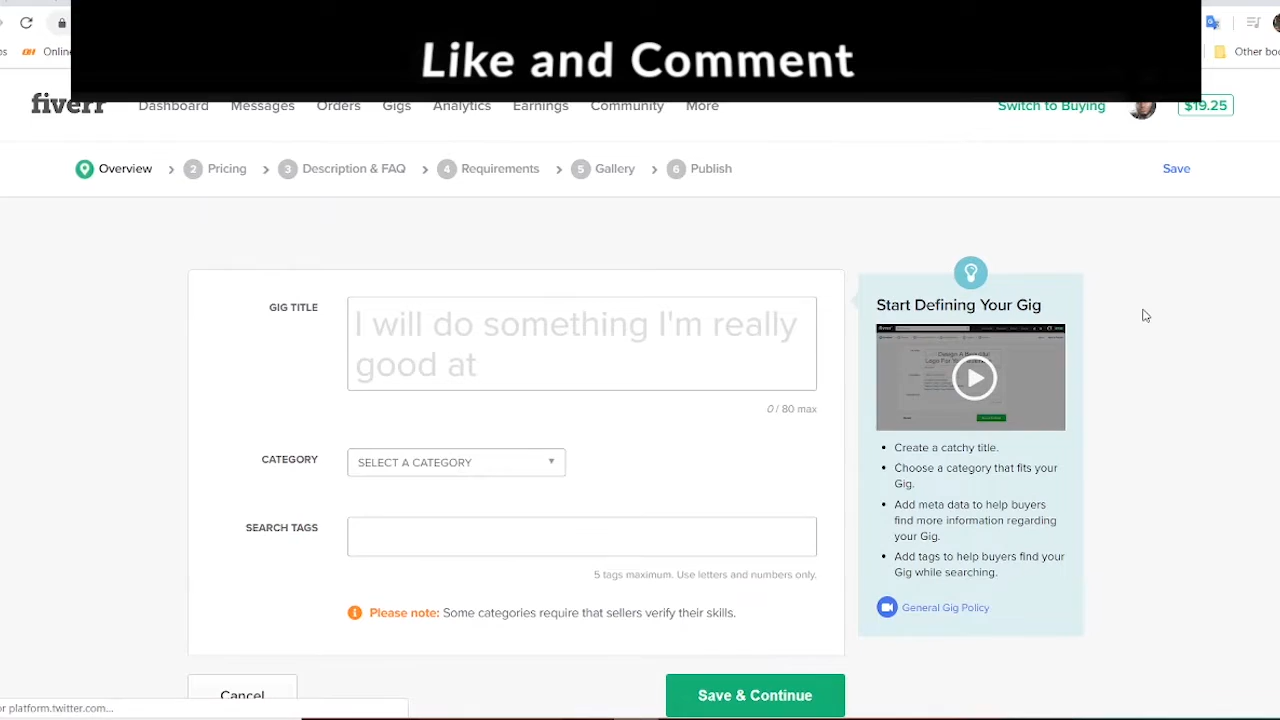 Like and Comment
Online
Other boo
fiverr
Dashboard
Messages
Orders
Gigs
Analytics
Earnings
Community
More
Switch to Buying
$19.25
Overview
2 Pricing
3 Description & FAQ
4 Requirements
5 Gallery
6 Publish
Save
GIG TITLE
I will do something I'm really
good at
0 / 80 max
CATEGORY
SELECT A CATEGORY
SEARCH TAGS
5 tags maximum. Use letters and numbers only.
Please note: Some categories require that sellers verify their skills.
Cancel
Save & Continue
Start Defining Your Gig
Create a catchy title.
Choose a category that fits your
Gig.
Add meta data to help buyers
find more information regarding
your Gig.
Add tags to help buyers find your
Gig while searching.
General Gig Policy
or platform.twitter.com...